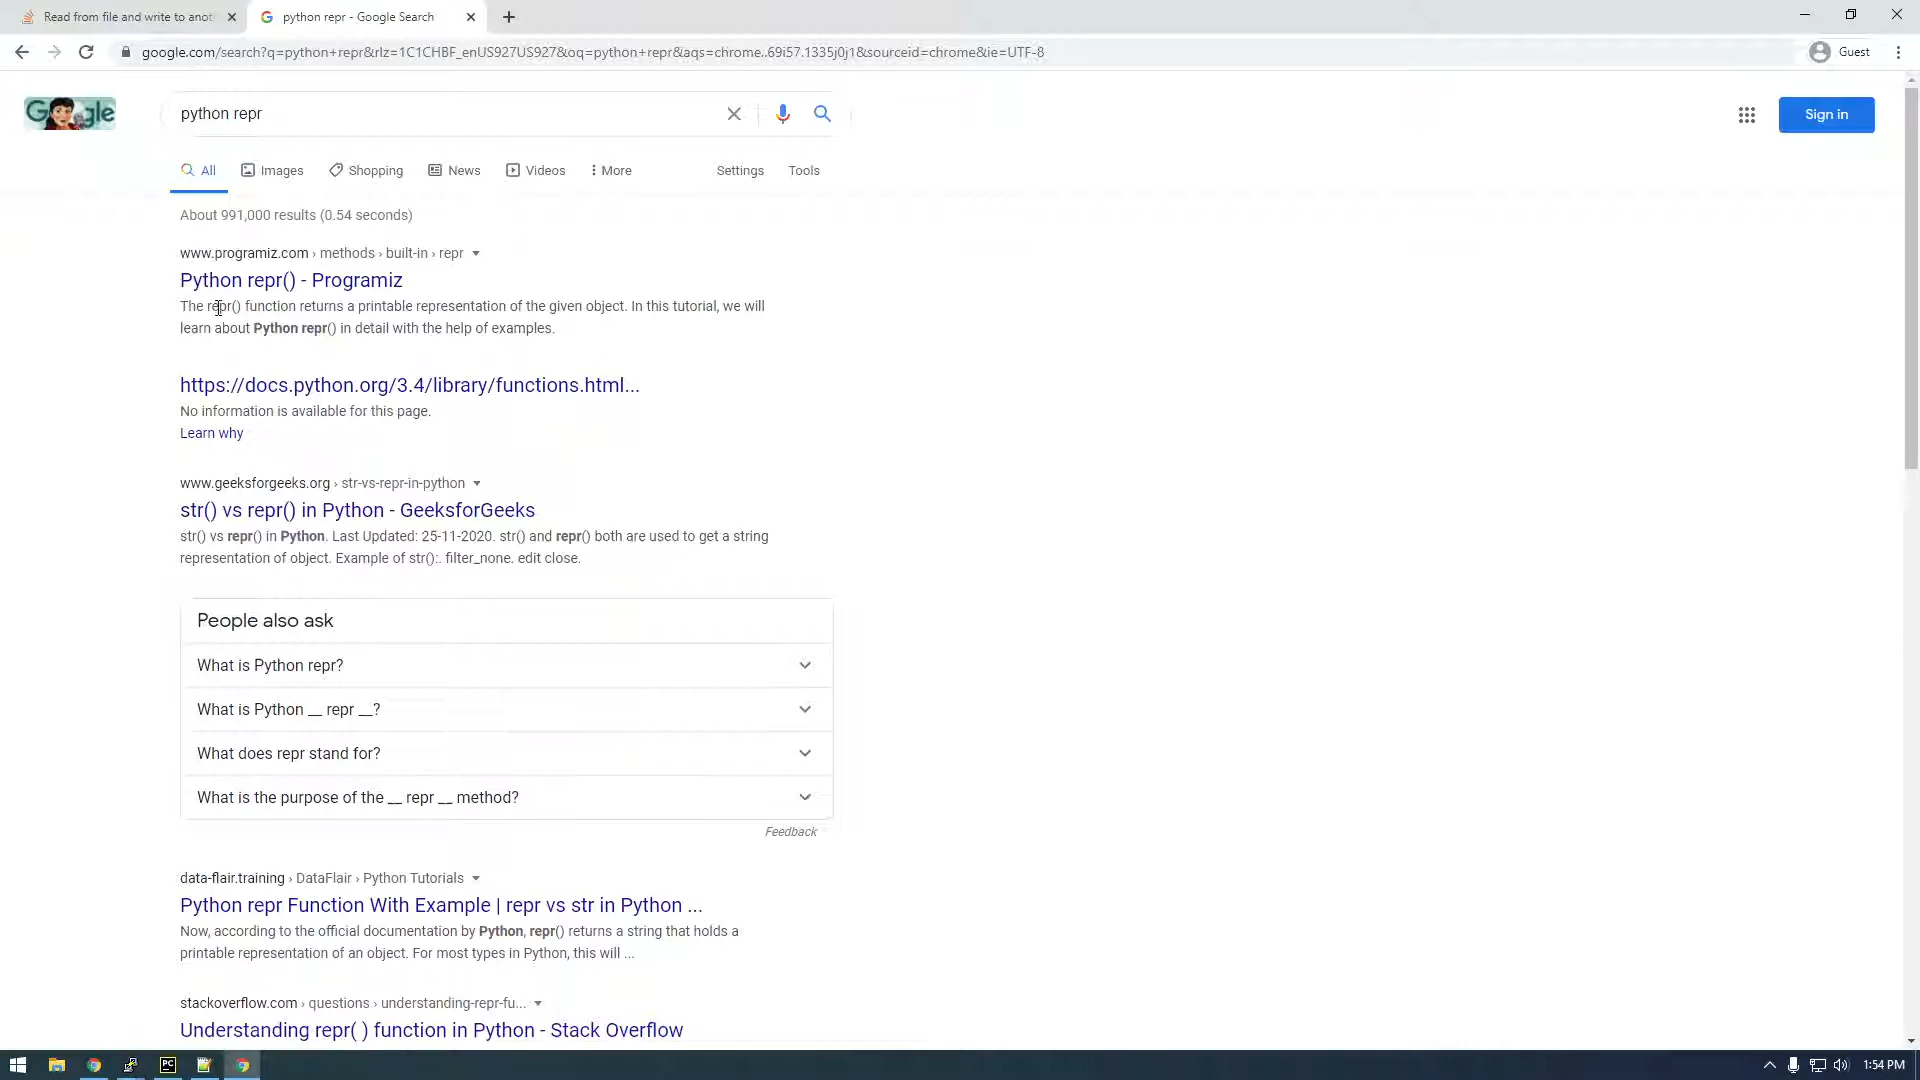 Read from file and write to anot
python repr - Google Search
google.com/search?q=python+repr&rlz=1C1CHBF_enUS927US927&oq=python+repr&aqs=chrome..69i57.1335j0j1&sourceid=chrome&ie=UTF-8
Guest
Google
python repr
Sign in
All
Images
Shopping
News
Videos
More
Settings
Tools
About 991,000 results (0.54 seconds)
www.programiz.com › methods › built-in › repr
Python repr() - Programiz
The repr() function returns a printable representation of the given object. In this tutorial, we will
learn about Python repr() in detail with the help of examples.
https://docs.python.org/3.4/library/functions.html...
No information is available for this page.
Learn why
www.geeksforgeeks.org › str-vs-repr-in-python
str() vs repr() in Python - GeeksforGeeks
str() vs repr() in Python. Last Updated: 25-11-2020. str() and repr() both are used to get a string
representation of object. Example of str():. filter_none. edit close.
People also ask
What is Python repr?
What is Python __ repr __?
What does repr stand for?
What is the purpose of the __ repr __ method?
Feedback
data-flair.training › DataFlair › Python Tutorials
Python repr Function With Example | repr vs str in Python ...
Now, according to the official documentation by Python, repr() returns a string that holds a
printable representation of an object. For most types in Python, this will ...
stackoverflow.com › questions › understanding-repr-fu...
Understanding repr( ) function in Python - Stack Overflow
PC
1:54 PM